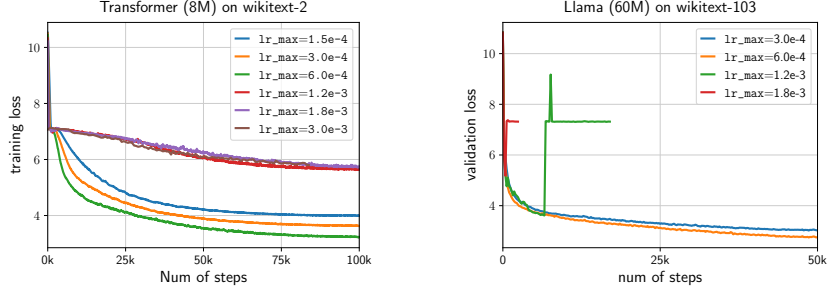 Transformer (8M) on wikitext-2
training loss
10
8
6
4
0k
25k
50k
75k
100k
Num of steps
lr_max=1.5e-4
lr_max=3.0e-4
lr_max=6.0e-4
lr_max=1.2e-3
lr_max=1.8e-3
lr_max=3.0e-3
Llama (60M) on wikitext-103
validation loss
10
8
6
4
0
25k
50k
num of steps
lr_max=3.0e-4
lr_max=6.0e-4
lr_max=1.2e-3
lr_max=1.8e-3